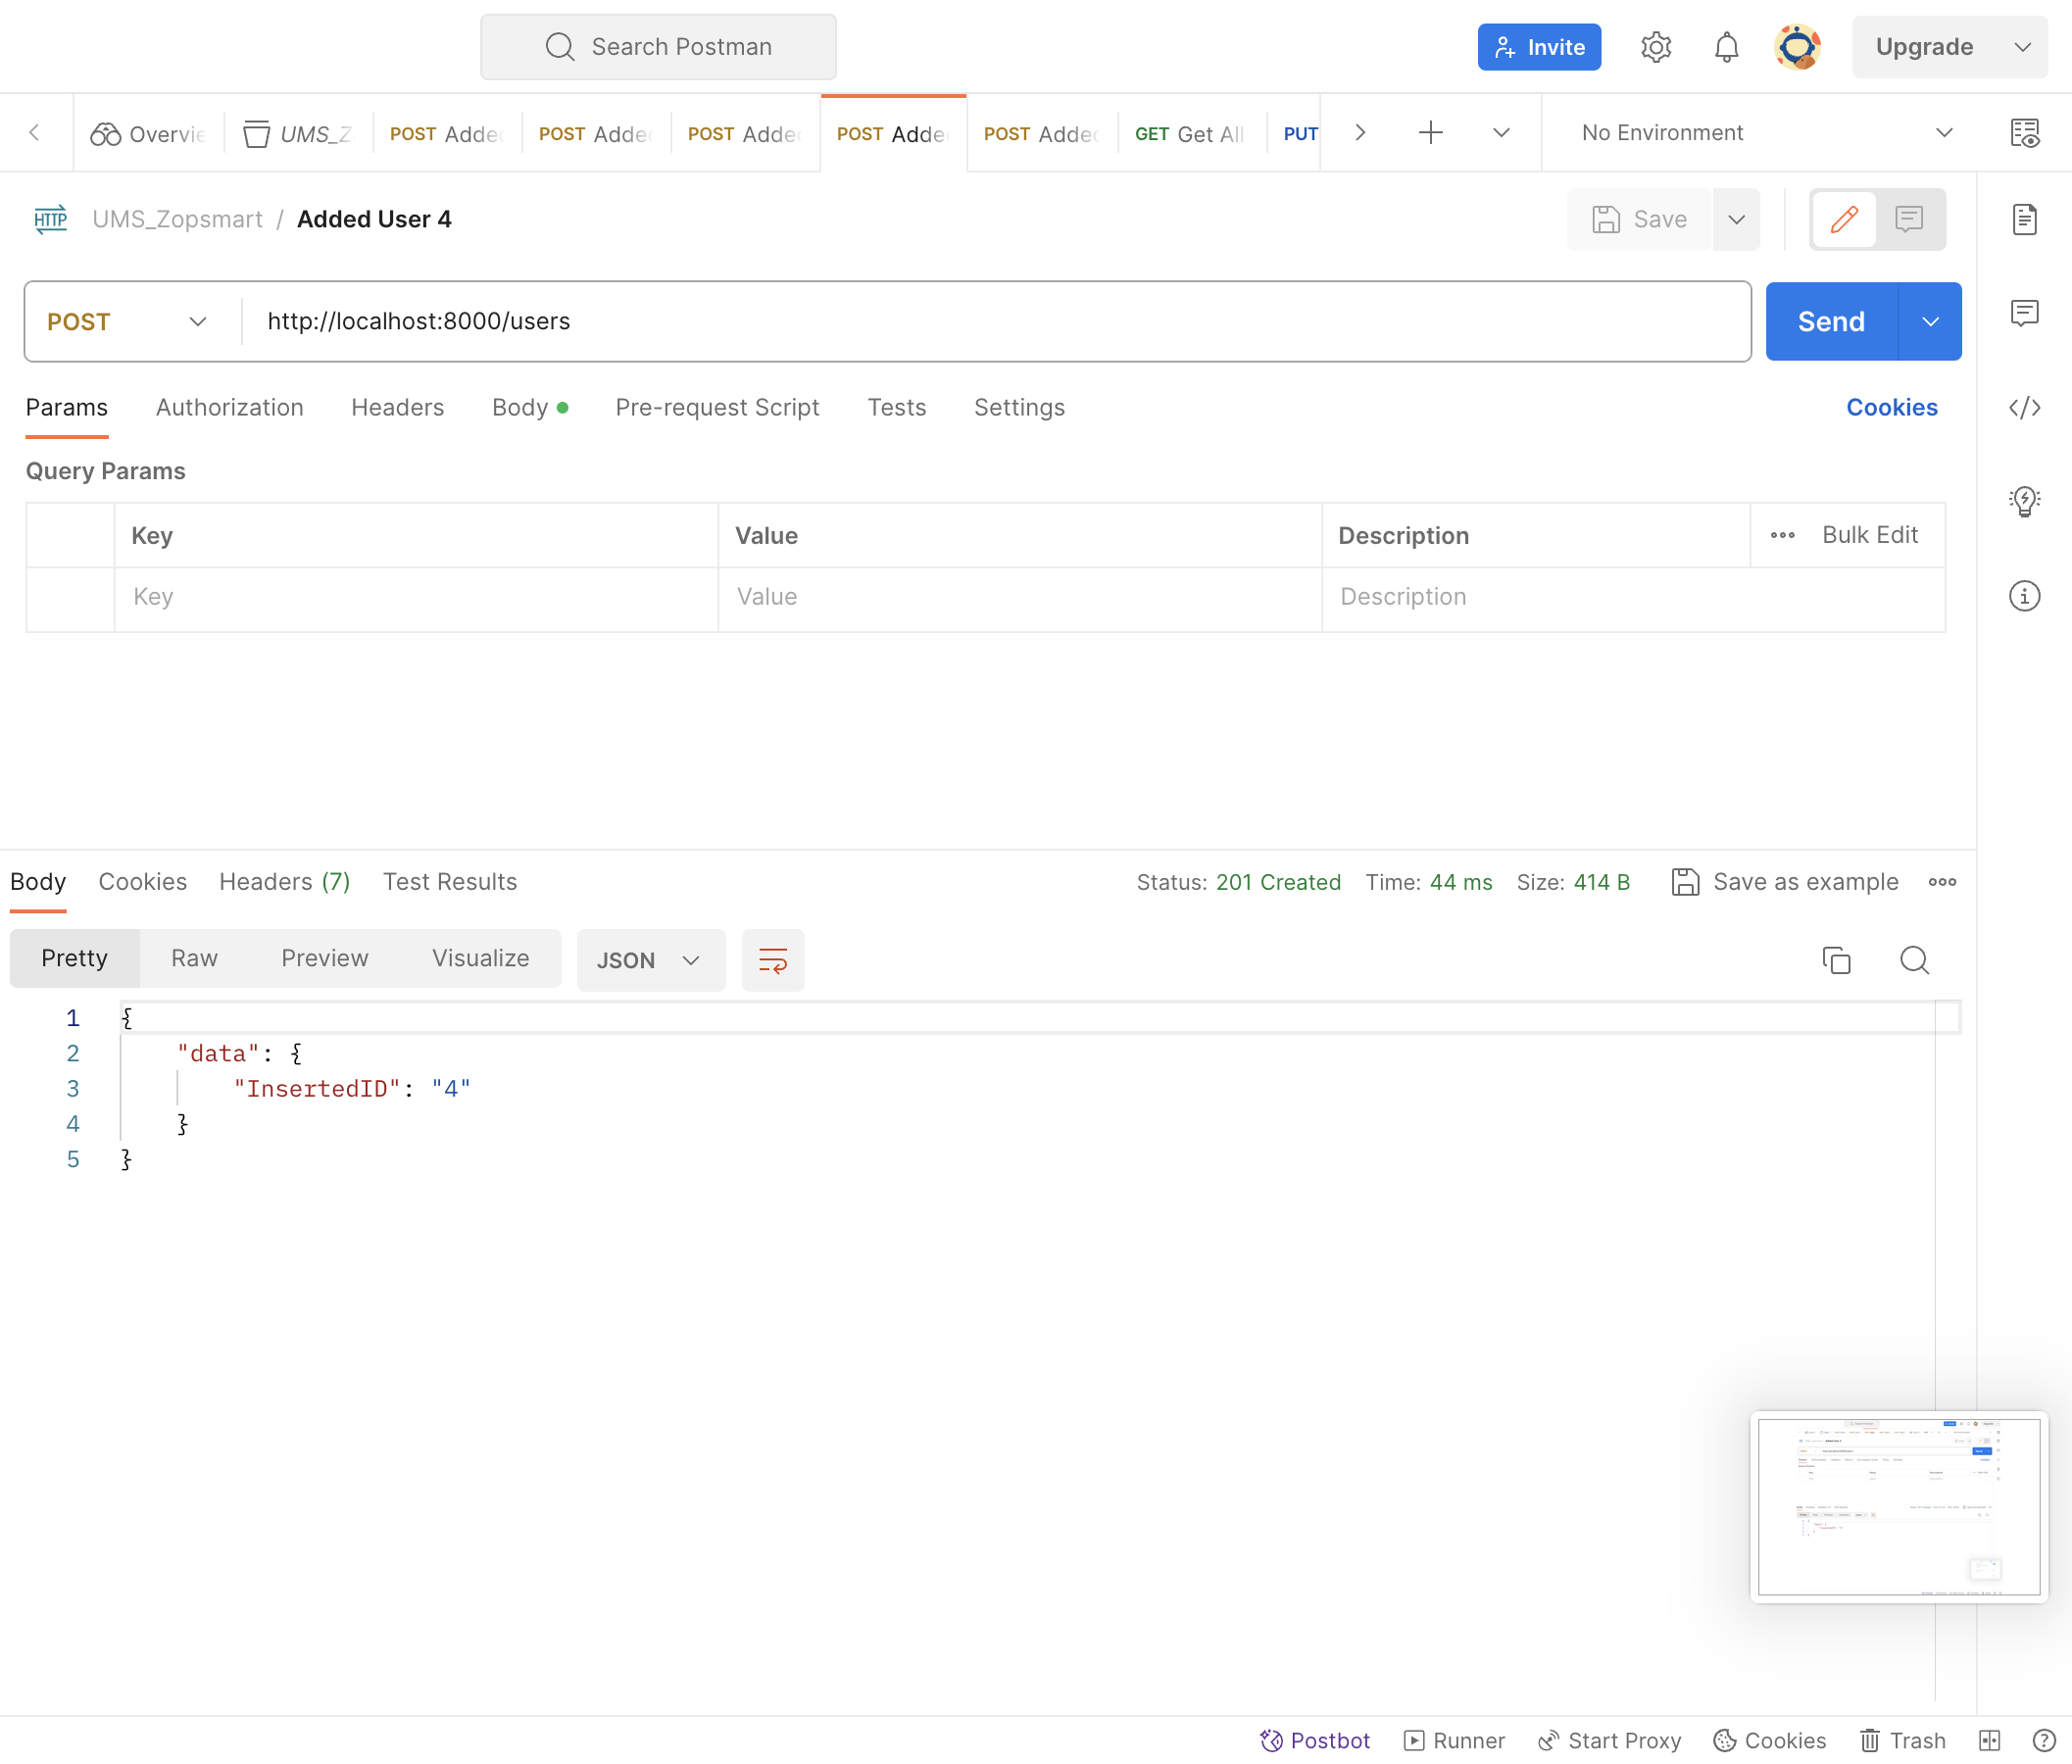 Search Postman
Invite
Upgrade
Overvie
UMS_Z
POST Adde
POST Adde
POST Adde
POST Adde
POST Adde
GET Get All
PUT
No Environment
HTTP UMS_Zopsmart / Added User 4
Save
POST http://localhost:8000/users
Send
Params Authorization Headers Body Pre-request Script Tests Settings Cookies
Query Params
Key Value Description Bulk Edit
Key Value Description
Body Cookies Headers (7) Test Results Status: 201 Created Time: 44 ms Size: 414 B Save as example
Pretty Raw Preview Visualize JSON
1 {
2 "data": {
3 "InsertedID": "4"
4 }
5 }
Postbot Runner Start Proxy Cookies Trash